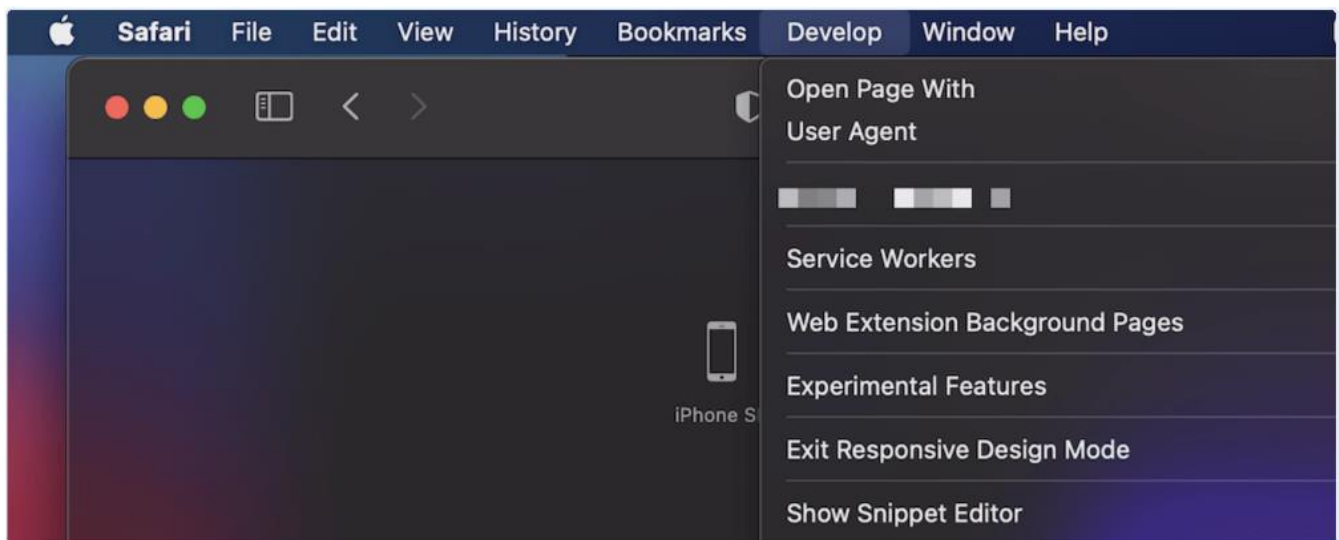 Safari File Edit View History Bookmarks Develop Window Help
Open Page With
User Agent
Service Workers
Web Extension Background Pages
Experimental Features
iPhone S
Exit Responsive Design Mode
Show Snippet Editor